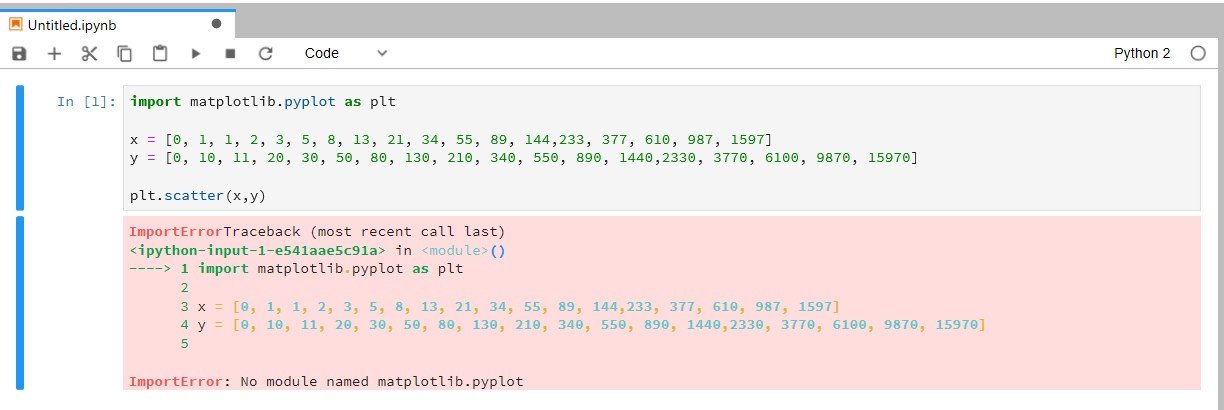 Untitled.ipynb
Code
Python 2
In [1]:
import matplotlib.pyplot as plt
x = [0, 1, 1, 2, 3, 5, 8, 13, 21, 34, 55, 89, 144,233, 377, 610, 987, 1597]
y = [0, 10, 11, 20, 30, 50, 80, 130, 210, 340, 550, 890, 1440,2330, 3770, 6100, 9870, 15970]
plt.scatter(x,y)
ImportErrorTraceback (most recent call last)
<ipython-input-1-e541aae5c91a> in <module>()
----> 1 import matplotlib.pyplot as plt
2
3 x = [0, 1, 1, 2, 3, 5, 8, 13, 21, 34, 55, 89, 144,233, 377, 610, 987, 1597]
4 y = [0, 10, 11, 20, 30, 50, 80, 130, 210, 340, 550, 890, 1440,2330, 3770, 6100, 9870, 15970]
5
ImportError: No module named matplotlib.pyplot